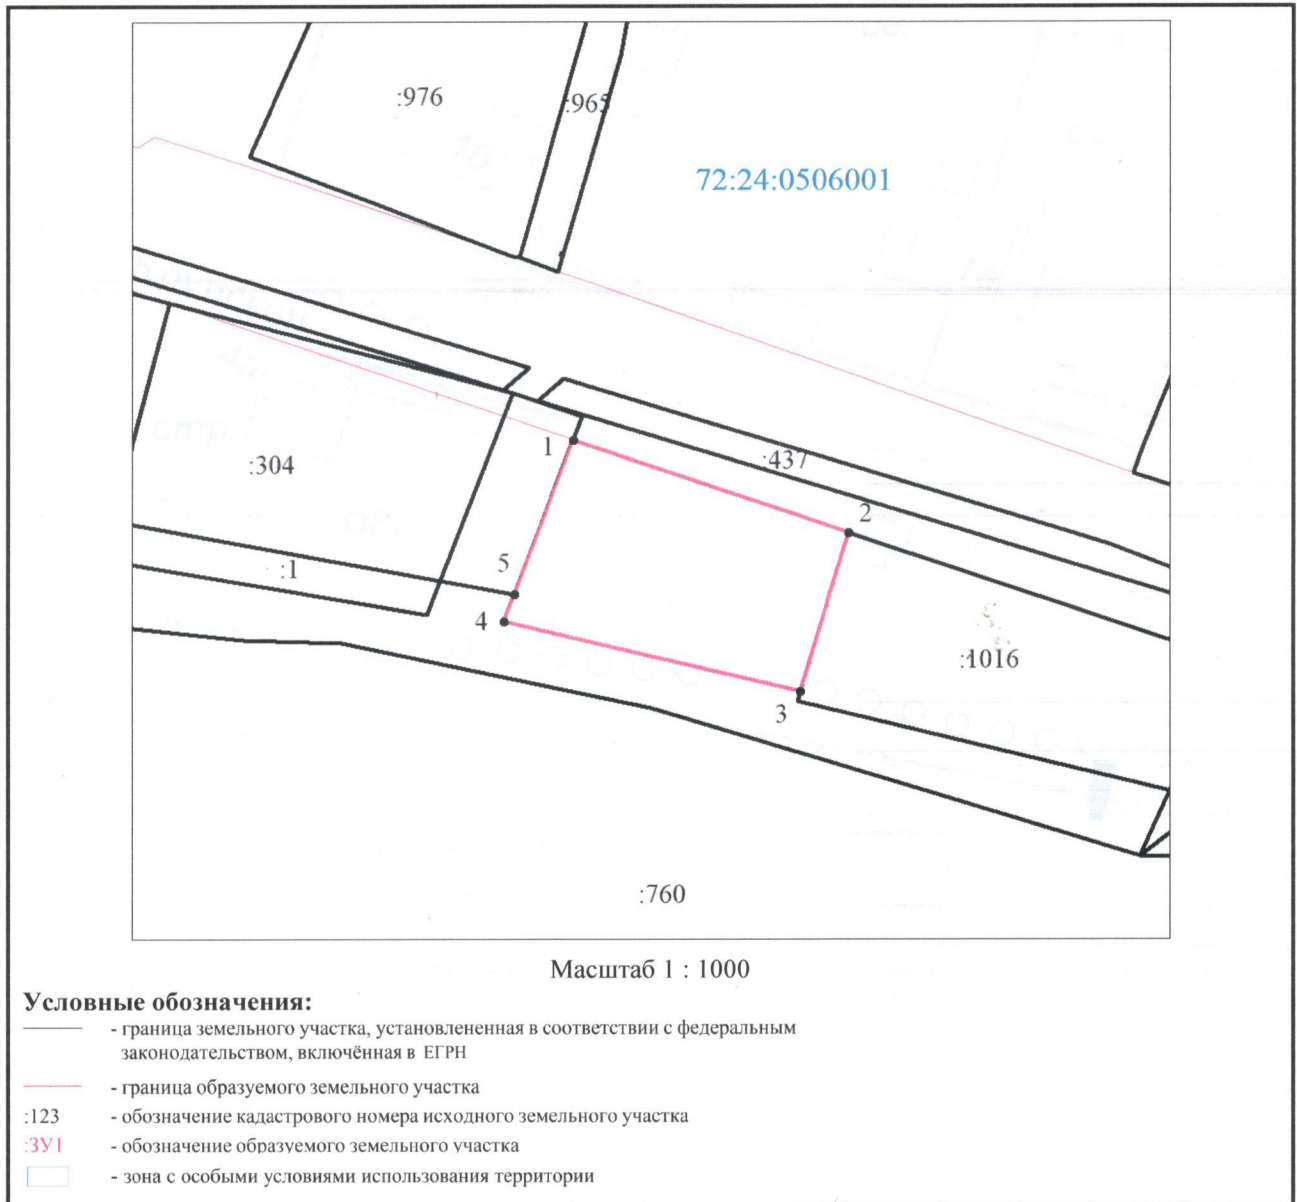 :976
:965
72:24:0506001
:304
1
:437
2
5
:1
4
:1016
3
:760
Масштаб 1 : 1000
Условные обозначения:
- граница земельного участка, установлененная в соответствии с федеральным
законодательством, включённая в ЕГРН
- граница образуемого земельного участка
:123 - обозначение кадастрового номера исходного земельного участка
:ЗУ1 - обозначение образуемого земельного участка
- зона с особыми условиями использования территории